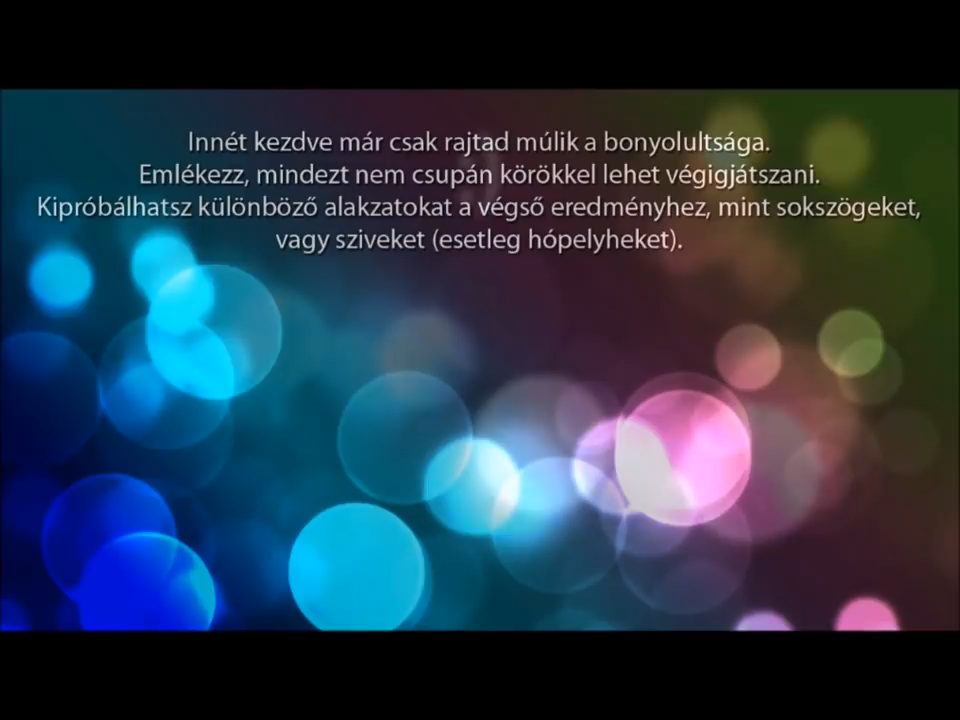 Innét kezdve már csak rajtad múlik a bonyolultsága.
Emlékezz, mindezt nem csupán körökkel lehet végigjátszani.
Kipróbálhatsz különböző alakzatokat a végső eredményhez, mint sokszögeket,
vagy sziveket (esetleg hópelyheket).